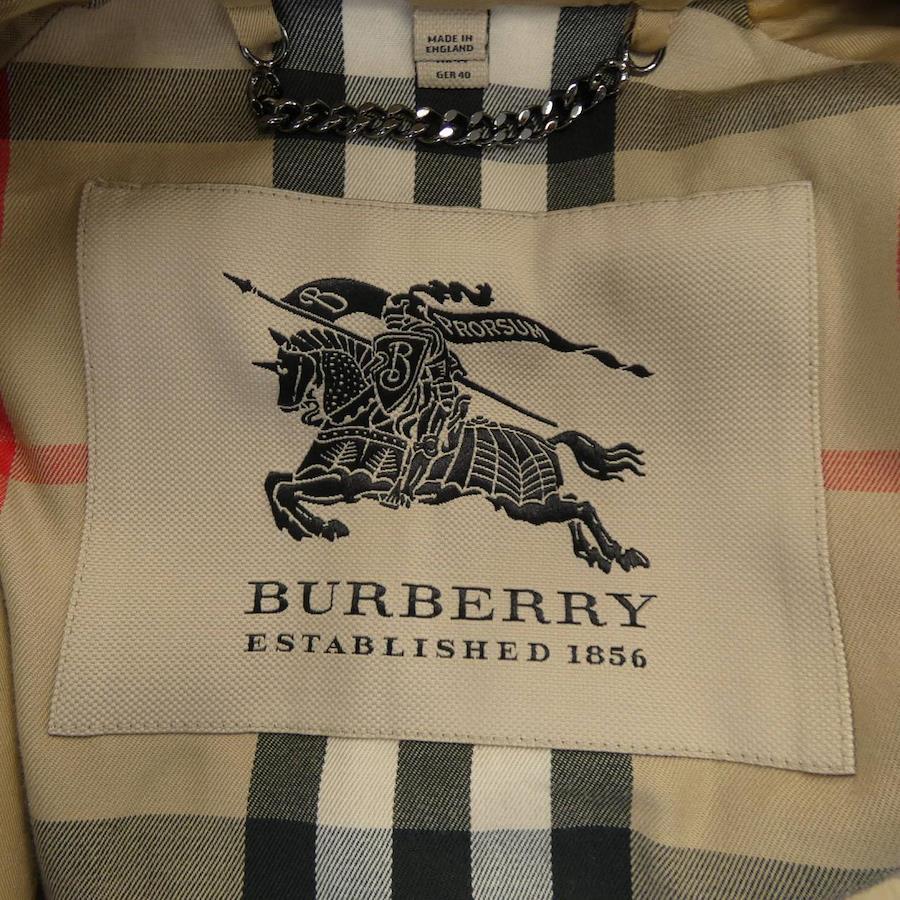 MADE IN
ENGLAND
GER 40
B
PRORSUM
B
BURBERRY
ESTABLISHED 1856